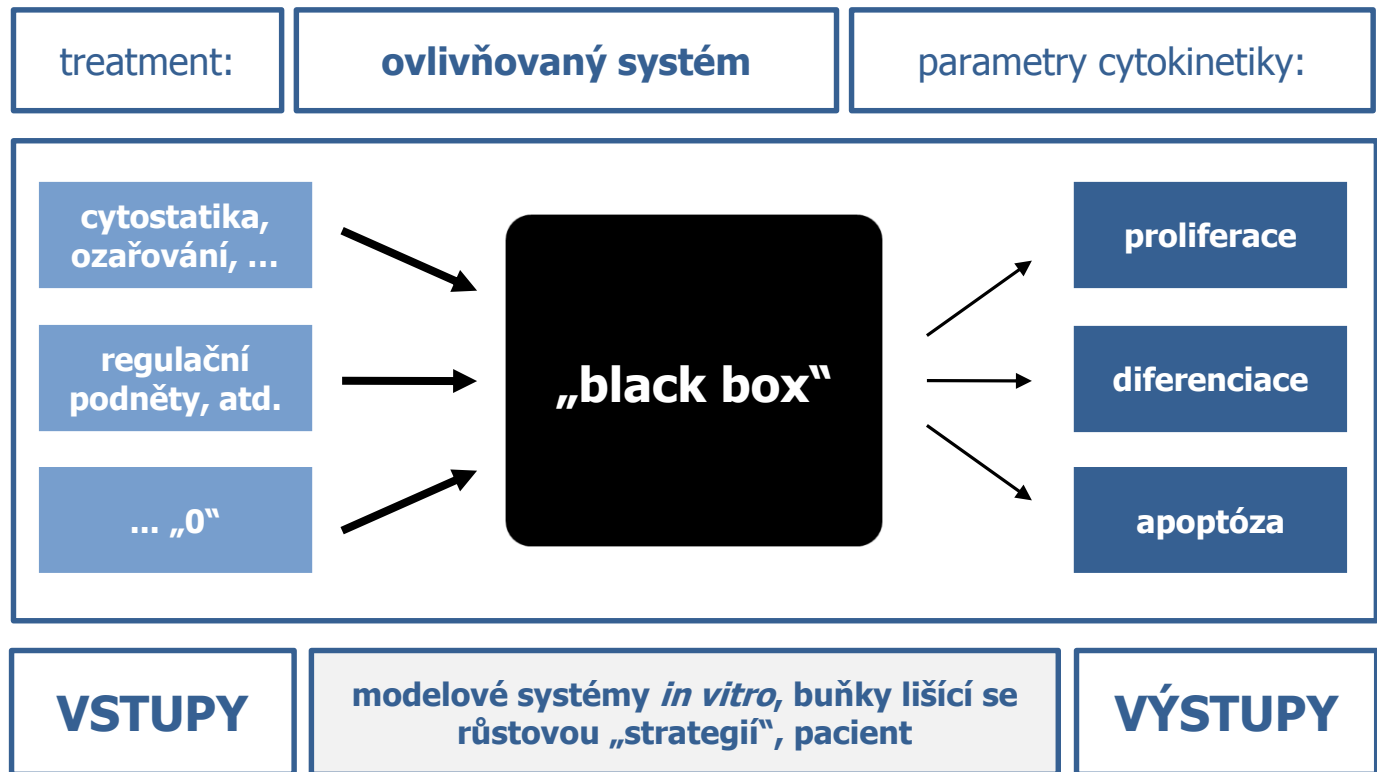 treatment:
ovlivňovaný systém
parametry cytokinetiky:
cytostatika,
ozařování, ...
regulační
podněty, atd.
... „0“
„black box“
proliferace
diferenciace
apoptóza
VSTUPY
modelové systémy in vitro, buňky lišící se
růstovou „strategií“, pacient
VÝSTUPY